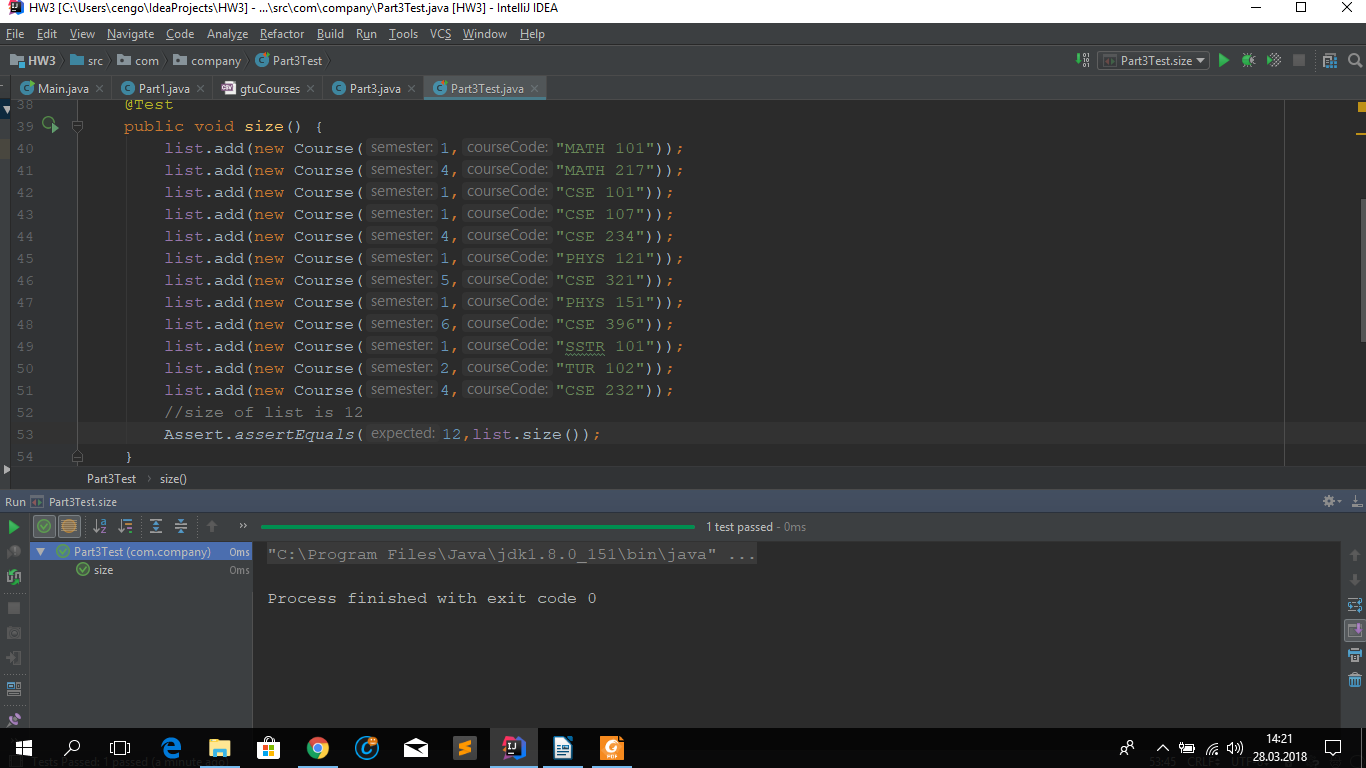 HW3 [C:\Users\cengo\IdeaProjects\HW3] - ...\src\com\company\Part3Test.java [HW3] - IntelliJ IDEA
File Edit View Navigate Code Analyze Refactor Build Run Tools VCS Window Help
HW3 src com company Part3Test Part3Test.size
Main.java Part1.java gtuCourses Part3.java Part3Test.java
38 @Test
39 public void size() {
40 list.add(new Course( semester: 1, courseCode: "MATH 101"));
41 list.add(new Course( semester: 4, courseCode: "MATH 217"));
42 list.add(new Course( semester: 1, courseCode: "CSE 101"));
43 list.add(new Course( semester: 1, courseCode: "CSE 107"));
44 list.add(new Course( semester: 4, courseCode: "CSE 234"));
45 list.add(new Course( semester: 1, courseCode: "PHYS 121"));
46 list.add(new Course( semester: 5, courseCode: "CSE 321"));
47 list.add(new Course( semester: 1, courseCode: "PHYS 151"));
48 list.add(new Course( semester: 6, courseCode: "CSE 396"));
49 list.add(new Course( semester: 1, courseCode: "SSTR 101"));
50 list.add(new Course( semester: 2, courseCode: "TUR 102"));
51 list.add(new Course( semester: 4, courseCode: "CSE 232"));
52 //size of list is 12
53 Assert.assertEquals( expected: 12,list.size());
54 }
Part3Test size()
Run Part3Test.size
1 test passed - 0ms
Part3Test (com.company) 0ms
size 0ms
"C:\Program Files\Java\jdk1.8.0_151\bin\java" ...
Process finished with exit code 0
14:21
28.03.2018
Tests Passed: 1 passed (a minute ago) 53:45 CRLF